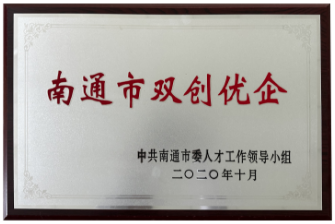 南通市双创优企
中共南通市委人才工作领导小组
二〇二〇年十月